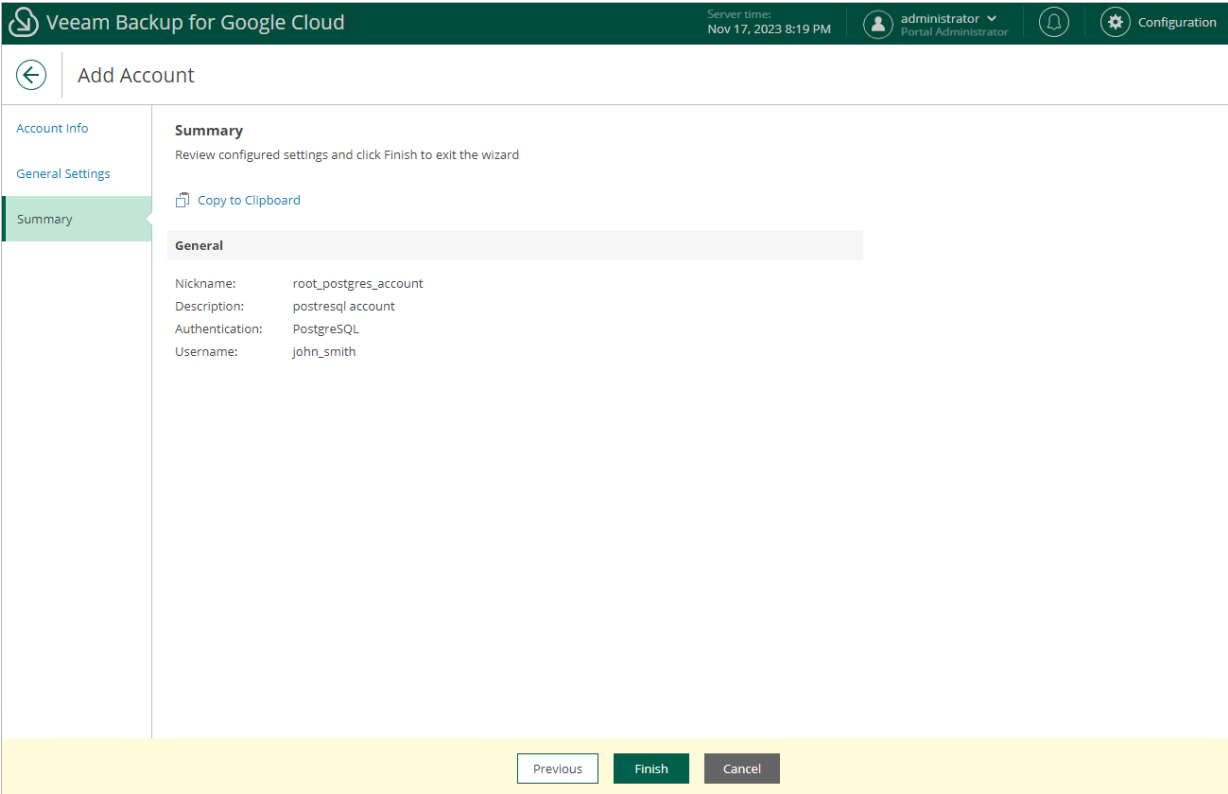 Veeam Backup for Google Cloud
Server time:
Nov 17, 2023 8:19 PM
administrator
Portal Administrator
Configuration
Add Account
Account Info
General Settings
Summary
Summary
Review configured settings and click Finish to exit the wizard
Copy to Clipboard
General
Nickname: root_postgres_account
Description: postresql account
Authentication: PostgreSQL
Username: john_smith
Previous
Finish
Cancel